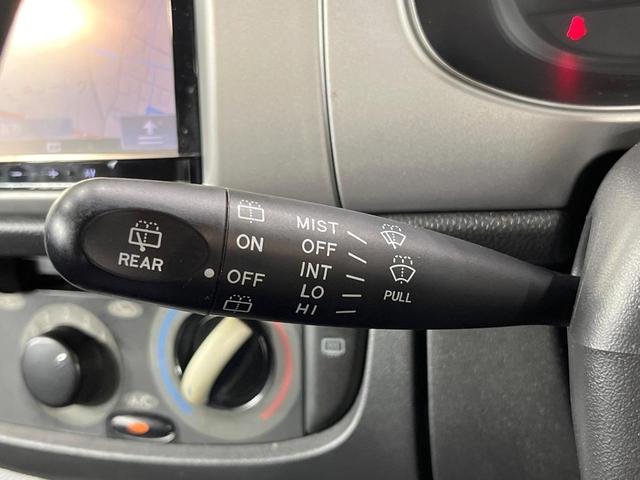 REAR
ON
OFF
MIST
OFF
INT
LO
HI
PULL
A/C